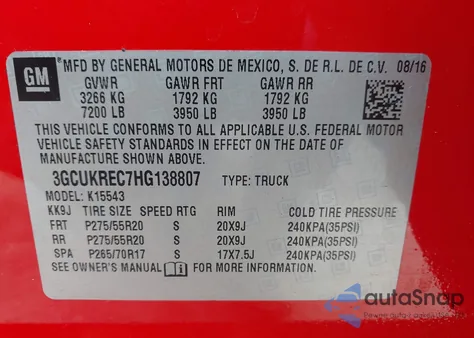 GM
MFD BY GENERAL MOTORS DE MEXICO, S. DE R.L. DE C.V. 08/16
GVWR GAWR FRT GAWR RR
3266 KG 1792 KG 1792 KG
7200 LB 3950 LB 3950 LB
THIS VEHICLE CONFORMS TO ALL APPLICABLE U.S. FEDERAL MOTOR
VEHICLE SAFETY STANDARDS IN EFFECT ON THE DATE OF
MANUFACTURE SHOWN ABOVE.
3GCUKREC7HG138807 TYPE: TRUCK
MODEL: K15543
KK9J TIRE SIZE SPEED RTG RIM COLD TIRE PRESSURE
FRT P275/55R20 S 20X9J 240KPA(35PSI)
RR P275/55R20 S 20X9J 240KPA(35PSI)
SPA P265/70R17 S 17X7.5J 240KPA(35PSI)
SEE OWNER'S MANUAL FOR MORE INFORMATION.
autoSnap